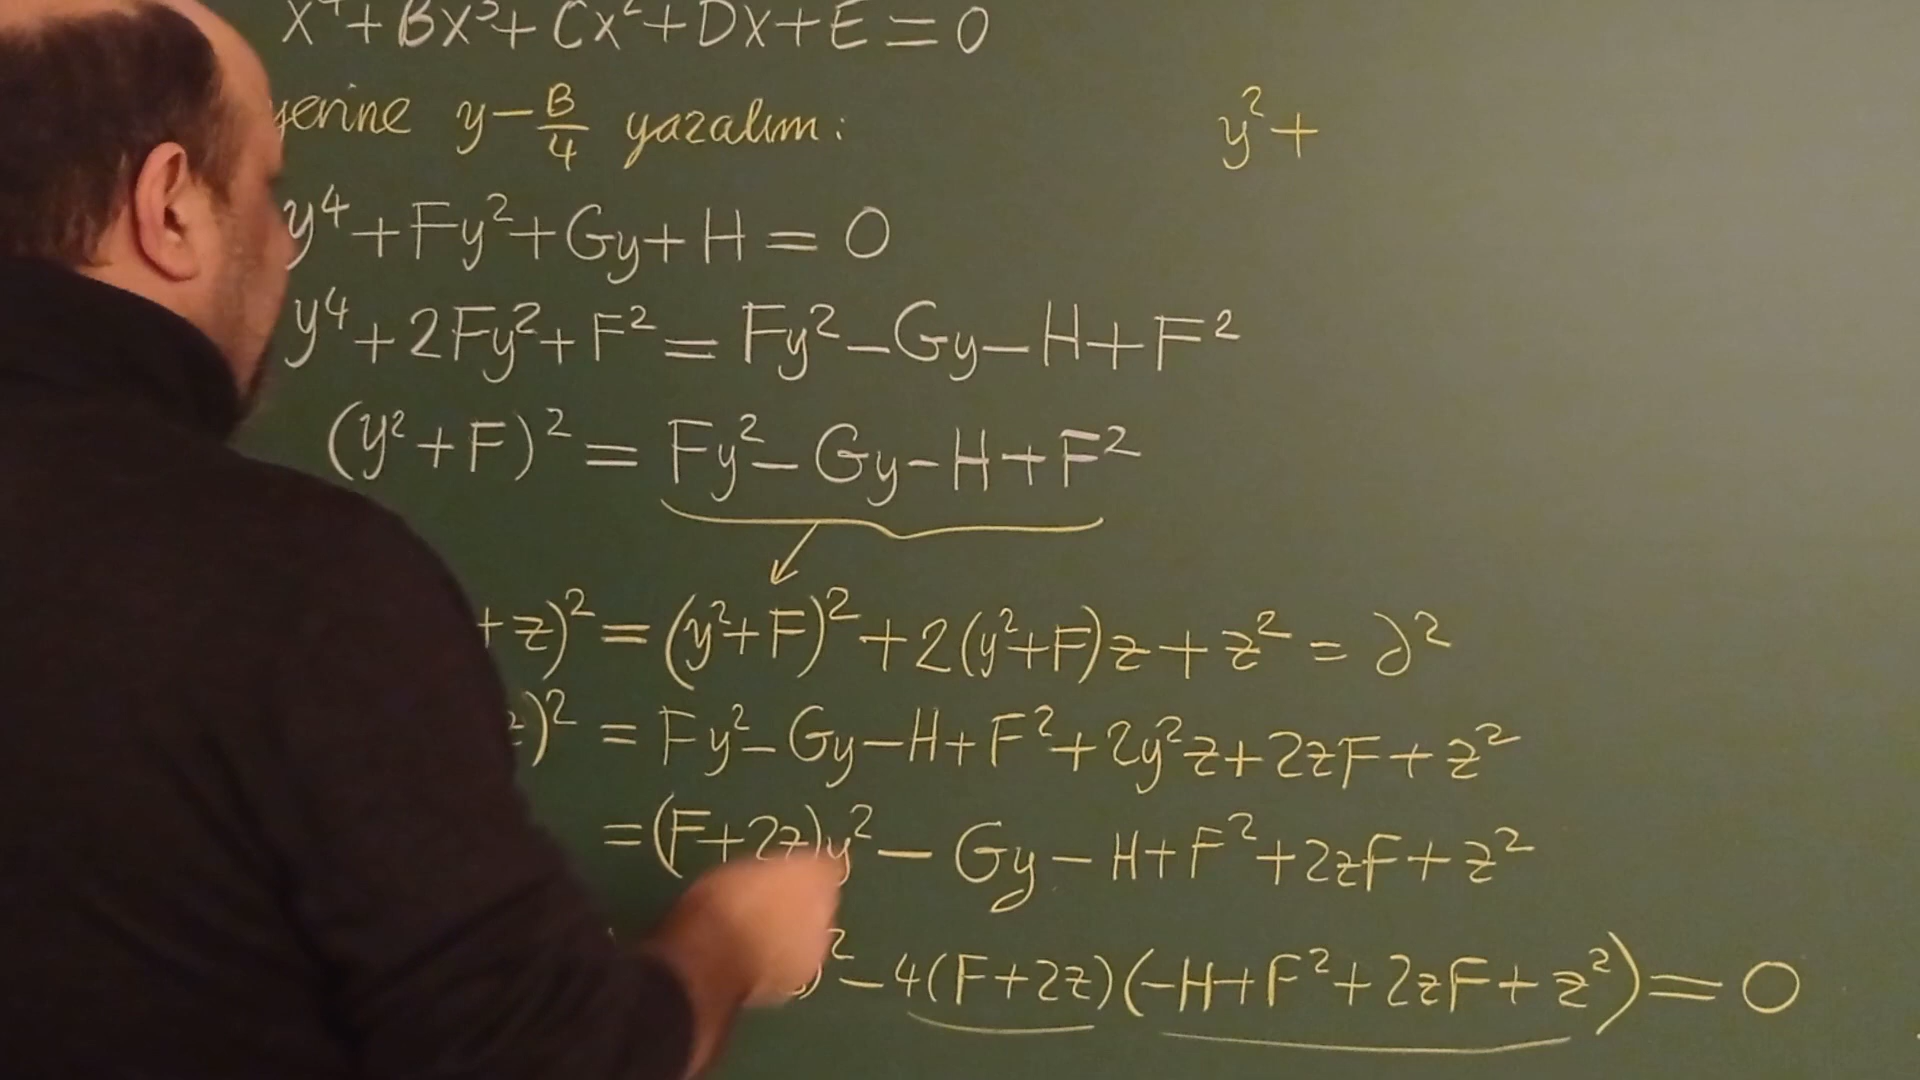 x⁴+Bx³+Cx²+Dx+E=0
yerine y-B/4 yazalım:
y²+
y⁴+Fy²+Gy+H=0
y⁴+2Fy²+F²=Fy²-Gy-H+F²
(y²+F)²=Fy²-Gy-H+F²
+z)²=(y²+F)²+2(y²+F)z+z²=∂²
)²=Fy²-Gy-H+F²+2y²z+2zF+z²
=(F+2z)y²-Gy-H+F²+2zF+z²
)²-4(F+2z)(-H+F²+2zF+z²)=0